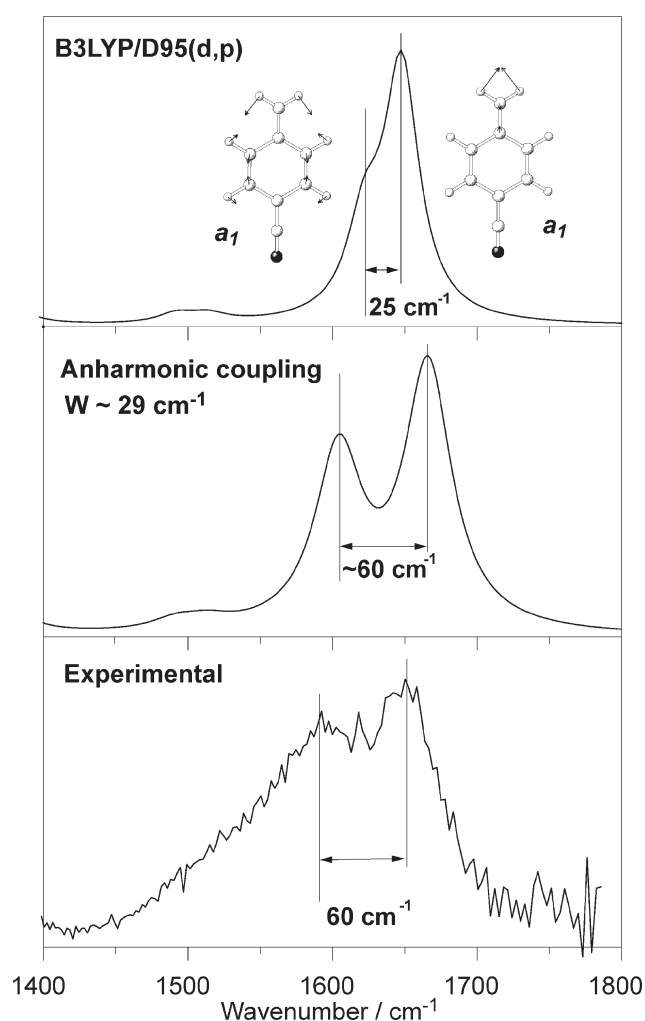 B3LYP/D95(d,p)
a1
a1
25 cm-1
Anharmonic coupling
W ~ 29 cm-1
~60 cm-1
Experimental
60 cm-1
1400 1500 1600 1700 1800
Wavenumber / cm-1